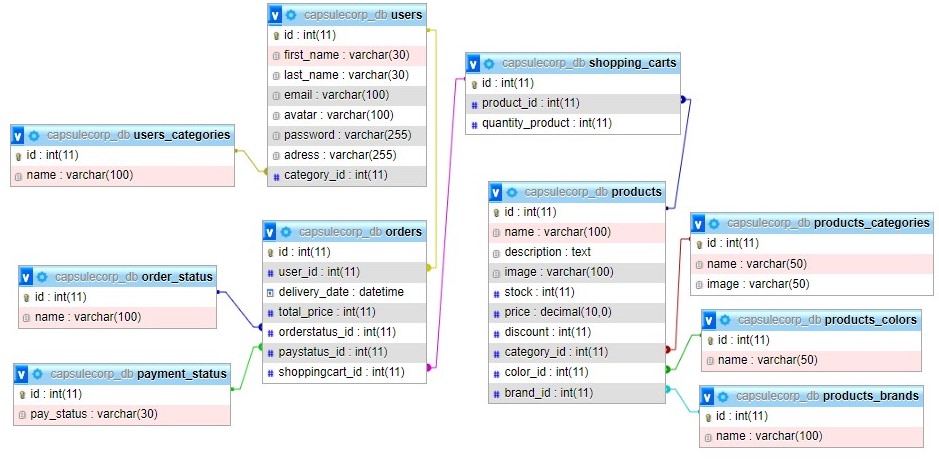 capsulecorp_db users
id : int(11)
first_name : varchar(30)
last_name : varchar(30)
email : varchar(100)
avatar : varchar(100)
password : varchar(255)
adress : varchar(255)
category_id : int(11)
capsulecorp_db shopping_carts
id : int(11)
product_id : int(11)
quantity_product : int(11)
capsulecorp_db users_categories
id : int(11)
name : varchar(100)
capsulecorp_db products
id : int(11)
name : varchar(100)
description : text
image : varchar(100)
stock : int(11)
price : decimal(10,0)
discount : int(11)
category_id : int(11)
color_id : int(11)
brand_id : int(11)
capsulecorp_db orders
id : int(11)
user_id : int(11)
delivery_date : datetime
total_price : int(11)
orderstatus_id : int(11)
paystatus_id : int(11)
shoppingcart_id : int(11)
capsulecorp_db products_categories
id : int(11)
name : varchar(50)
image : varchar(50)
capsulecorp_db order_status
id : int(11)
name : varchar(100)
capsulecorp_db products_colors
id : int(11)
name : varchar(50)
capsulecorp_db payment_status
id : int(11)
pay_status : varchar(30)
capsulecorp_db products_brands
id : int(11)
name : varchar(100)